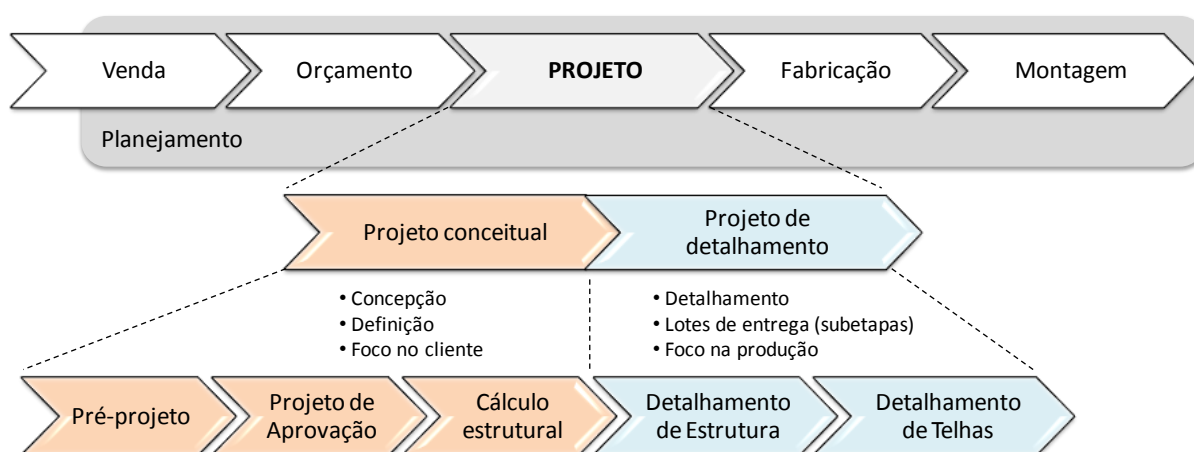 Venda
Orçamento
PROJETO
Fabricação
Montagem
Planejamento
Projeto conceitual
Projeto de
detalhamento
• Concepção
• Definição
• Foco no cliente
• Detalhamento
• Lotes de entrega (subetapas)
• Foco na produção
Pré-projeto
Projeto de
Aprovação
Cálculo
estrutural
Detalhamento
de Estrutura
Detalhamento
de Telhas